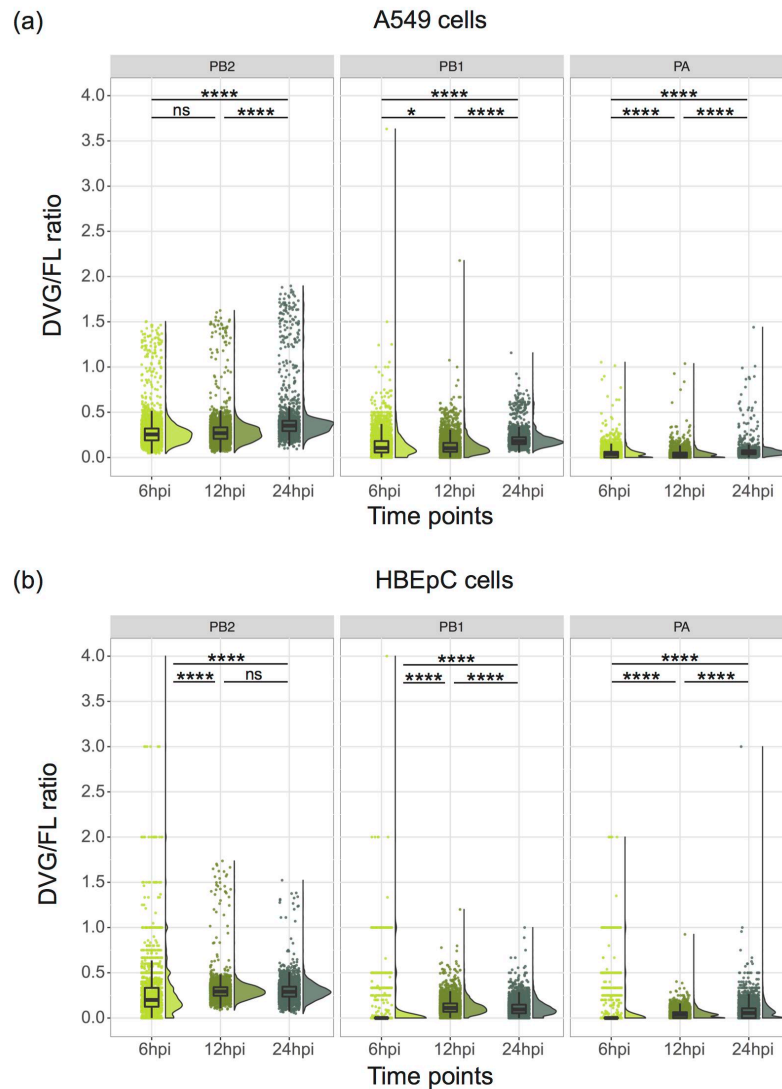 (a) A549 cells
PB2 PB1 PA
**** **** ****
ns **** * **** **** ****
4.0
3.5
3.0
2.5
2.0
1.5
1.0
0.5
0.0
DVG/FL ratio
6hpi 12hpi 24hpi 6hpi 12hpi 24hpi 6hpi 12hpi 24hpi
Time points
(b) HBEpC cells
PB2 PB1 PA
**** **** ****
**** ns **** **** **** ****
4.0
3.5
3.0
2.5
2.0
1.5
1.0
0.5
0.0
DVG/FL ratio
6hpi 12hpi 24hpi 6hpi 12hpi 24hpi 6hpi 12hpi 24hpi
Time points